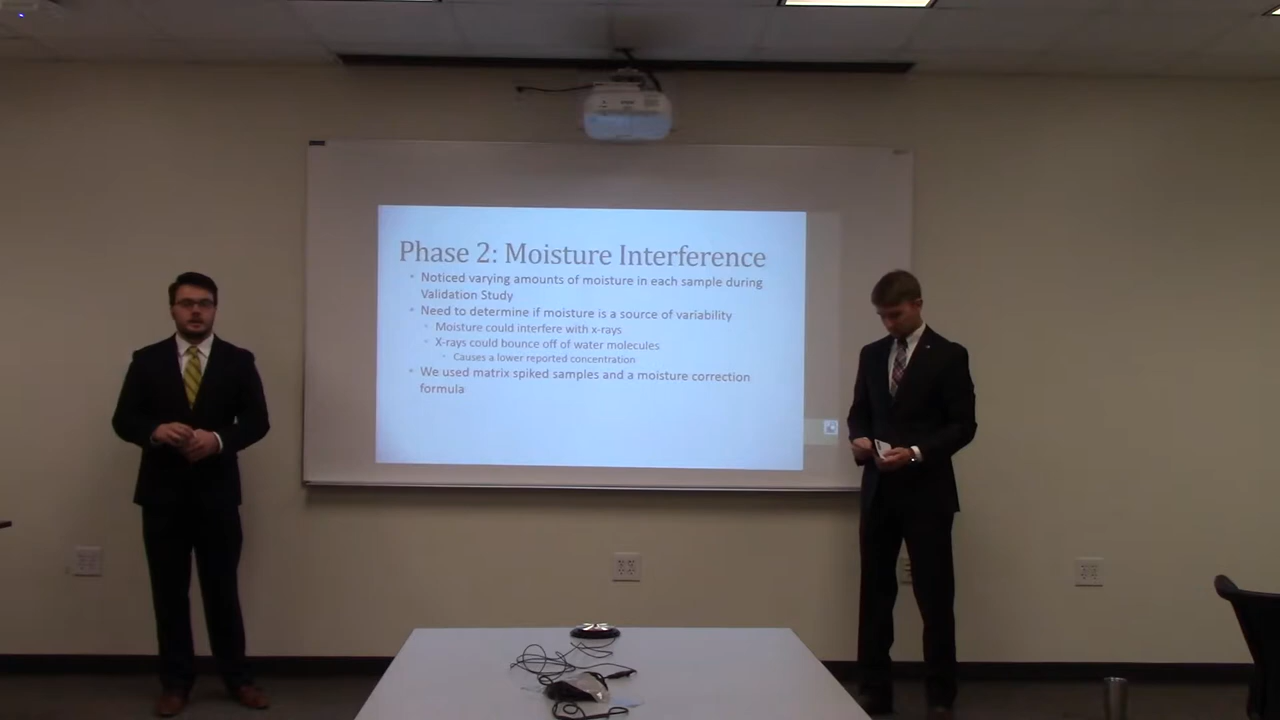 Phase 2: Moisture Interference
Noticed varying amounts of moisture in each sample during
Validation Study
Need to determine if moisture is a source of variability
Moisture could interfere with x-rays
X-rays could bounce off of water molecules
Causes a lower reported concentration
We used matrix spiked samples and a moisture correction
formula